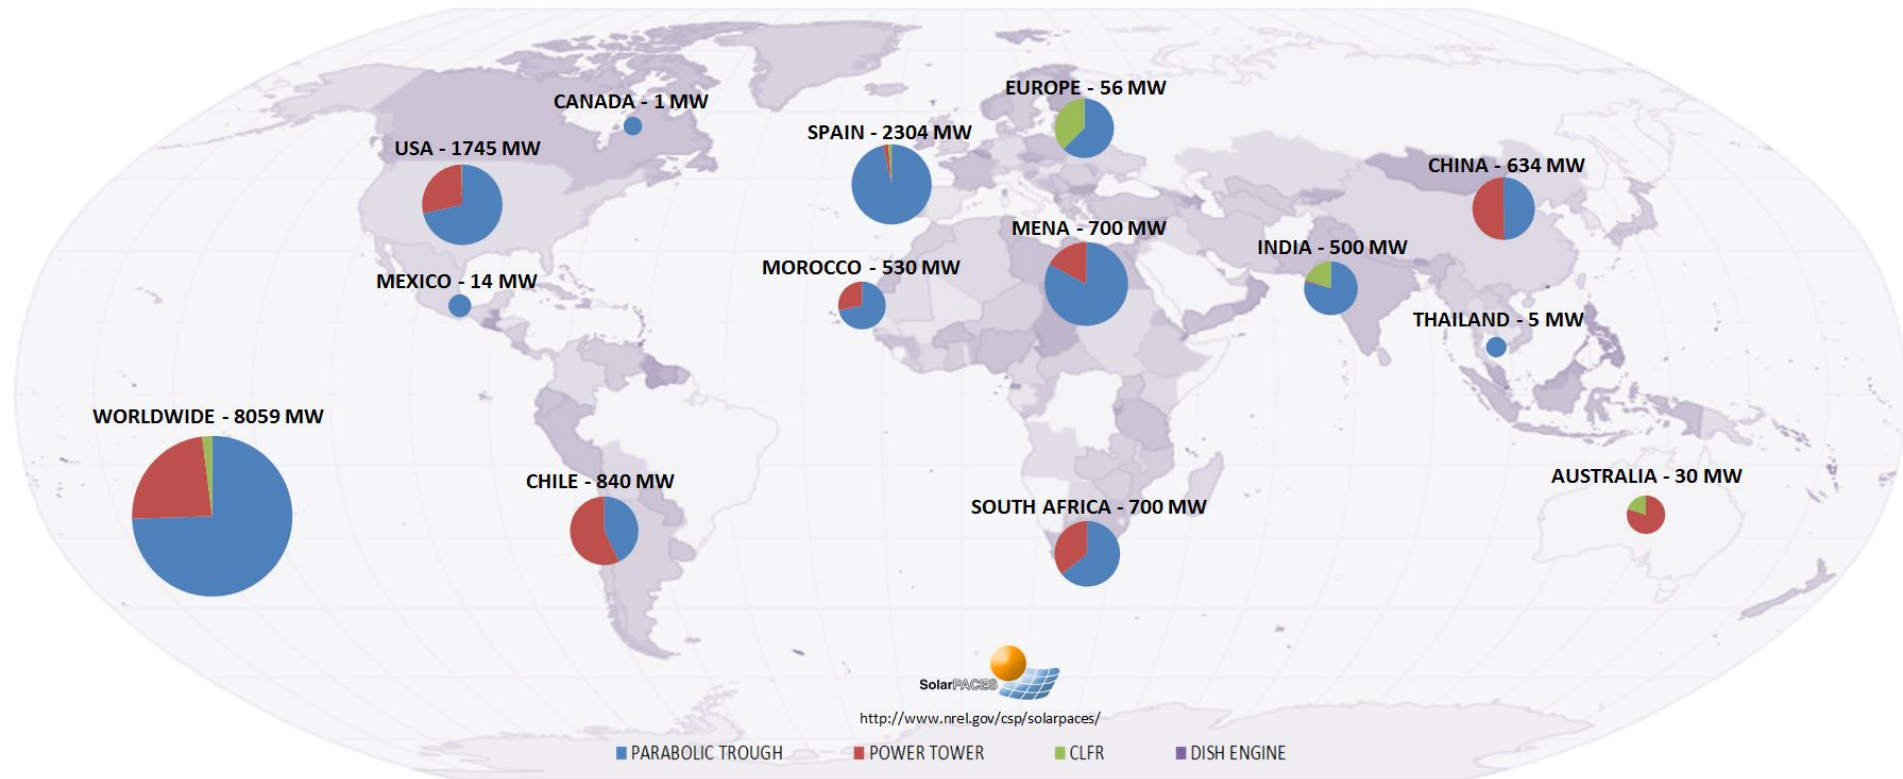 EUROPE - 56 MW
CANADA - 1 MW
SPAIN - 2304 MW
USA - 1745 MW
CHINA - 634 MW
MENA - 700 MW
INDIA - 500 MW
MOROCCO - 530 MW
MEXICO - 14 MW
THAILAND - 5 MW
WORLDWIDE - 8059 MW
AUSTRALIA - 30 MW
CHILE - 840 MW
SOUTH AFRICA - 700 MW
SolarPACES
http://www.nrel.gov/csp/solarpaces/
PARABOLIC TROUGH POWER TOWER CLFR DISH ENGINE